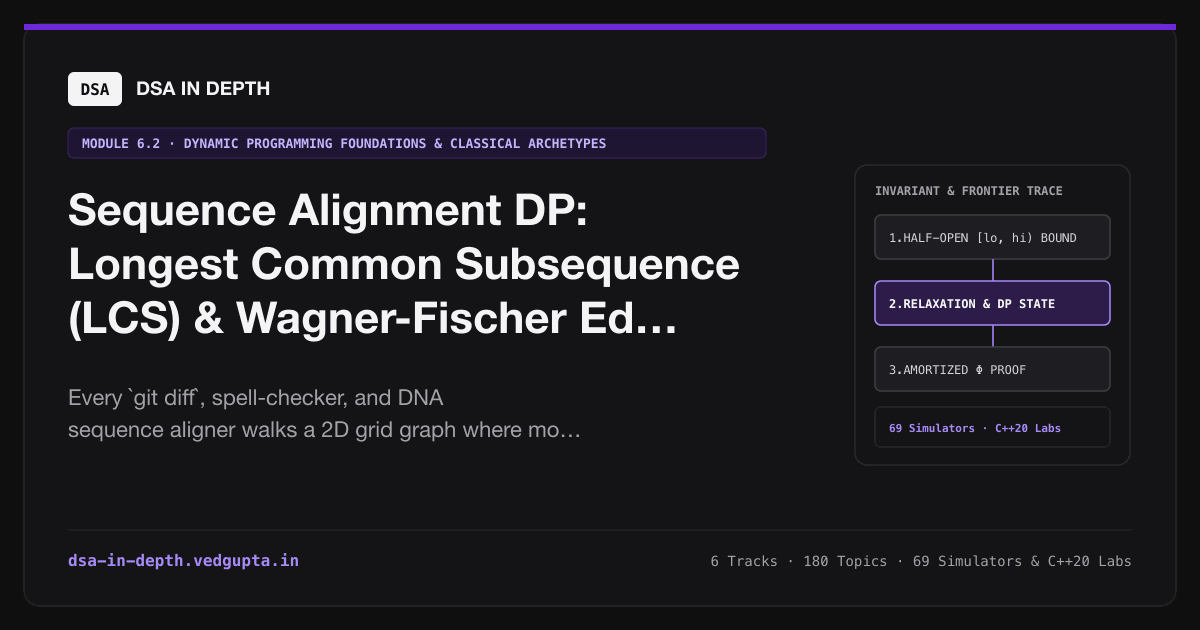 DSA DSA IN DEPTH
MODULE 6.2 · DYNAMIC PROGRAMMING FOUNDATIONS & CLASSICAL ARCHETYPES
Sequence Alignment DP:
Longest Common Subsequence
(LCS) & Wagner-Fischer Ed…
Every `git diff`, spell-checker, and DNA
sequence aligner walks a 2D grid graph where mo…
INVARIANT & FRONTIER TRACE
1.HALF-OPEN [lo, hi) BOUND
2.RELAXATION & DP STATE
3.AMORTIZED Φ PROOF
69 Simulators · C++20 Labs
dsa-in-depth.vedgupta.in
6 Tracks · 180 Topics · 69 Simulators & C++20 Labs